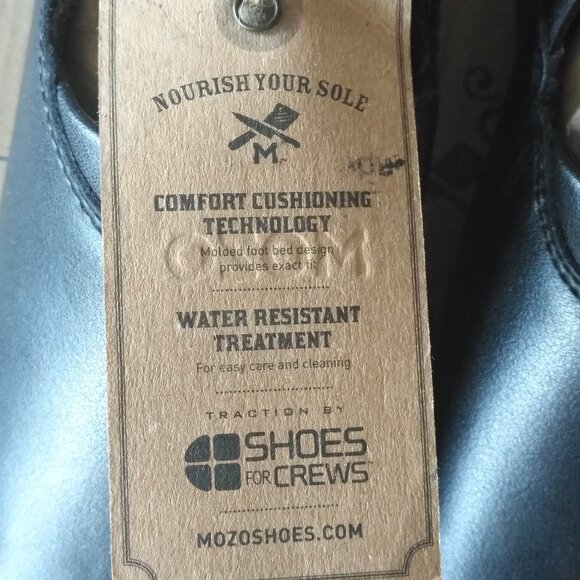 NOURISH YOUR SOLE
M
COMFORT CUSHIONING
TECHNOLOGY
Molded foot bed design
provides exact fit
WATER RESISTANT
TREATMENT
For easy care and cleaning
TRACTION BY
SHOES
FOR CREWS™
MOZOSHOES.COM